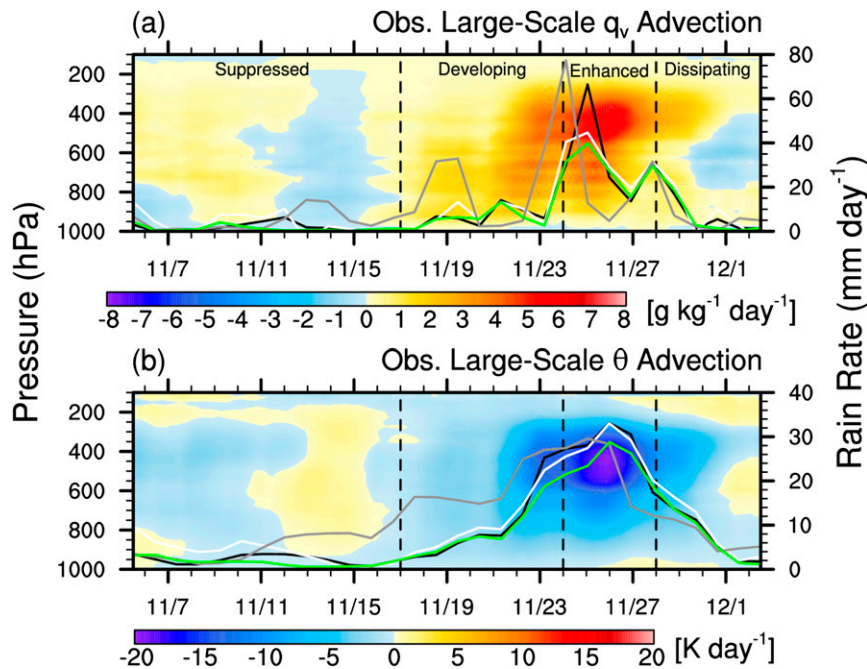 (a) Obs. Large-Scale qv Advection
Suppressed Developing Enhanced Dissipating
200
400
600
800
1000
80
60
40
20
0
11/7 11/11 11/15 11/19 11/23 11/27 12/1
-8 -7 -6 -5 -4 -3 -2 -1 0 1 2 3 4 5 6 7 8 [g kg-1 day-1]
Pressure (hPa)
Rain Rate (mm day-1)
(b) Obs. Large-Scale θ Advection
200
400
600
800
1000
40
30
20
10
0
11/7 11/11 11/15 11/19 11/23 11/27 12/1
-20 -15 -10 -5 0 5 10 15 20 [K day-1]